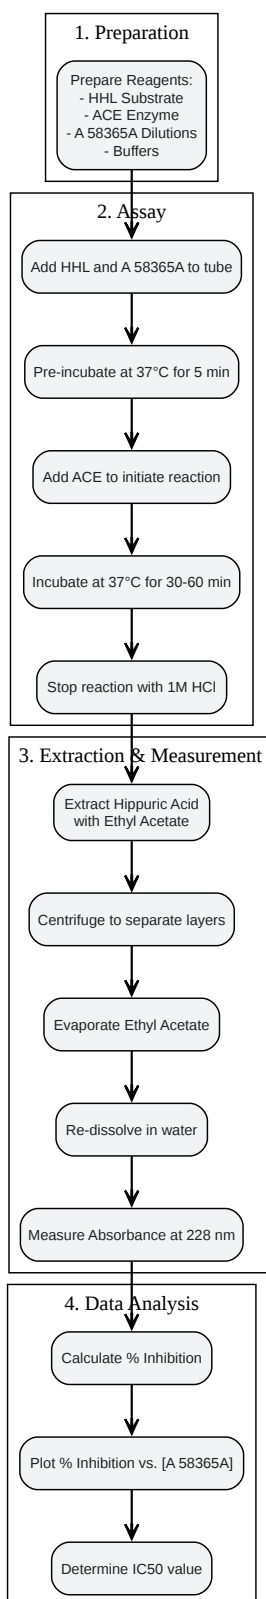 1. Preparation
Prepare Reagents:
- HHL Substrate
- ACE Enzyme
- A 58365A Dilutions
- Buffers
2. Assay
Add HHL and A 58365A to tube
Pre-incubate at 37°C for 5 min
Add ACE to initiate reaction
Incubate at 37°C for 30-60 min
Stop reaction with 1M HCl
3. Extraction & Measurement
Extract Hippuric Acid
with Ethyl Acetate
Centrifuge to separate layers
Evaporate Ethyl Acetate
Re-dissolve in water
Measure Absorbance at 228 nm
4. Data Analysis
Calculate % Inhibition
Plot % Inhibition vs. [A 58365A]
Determine IC50 value